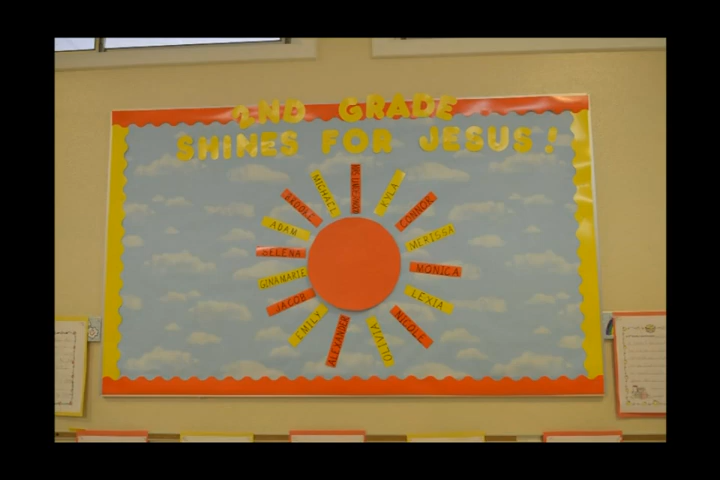 2ND GRADE
SHINES FOR JESUS!
KYLA
CONNOR
MERISSA
MONICA
LEXIA
NICOLE
OLIVIA
ALEXANDER
EMILY
JACOB
GINAMARIE
SELENA
ADAM
MICHAEL